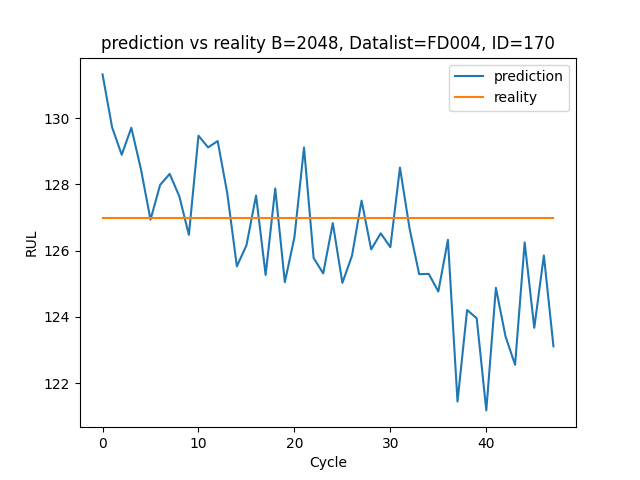 prediction vs reality B=2048, Datalist=FD004, ID=170
prediction
reality
130
128
126
124
122
RUL
0 10 20 30 40
Cycle